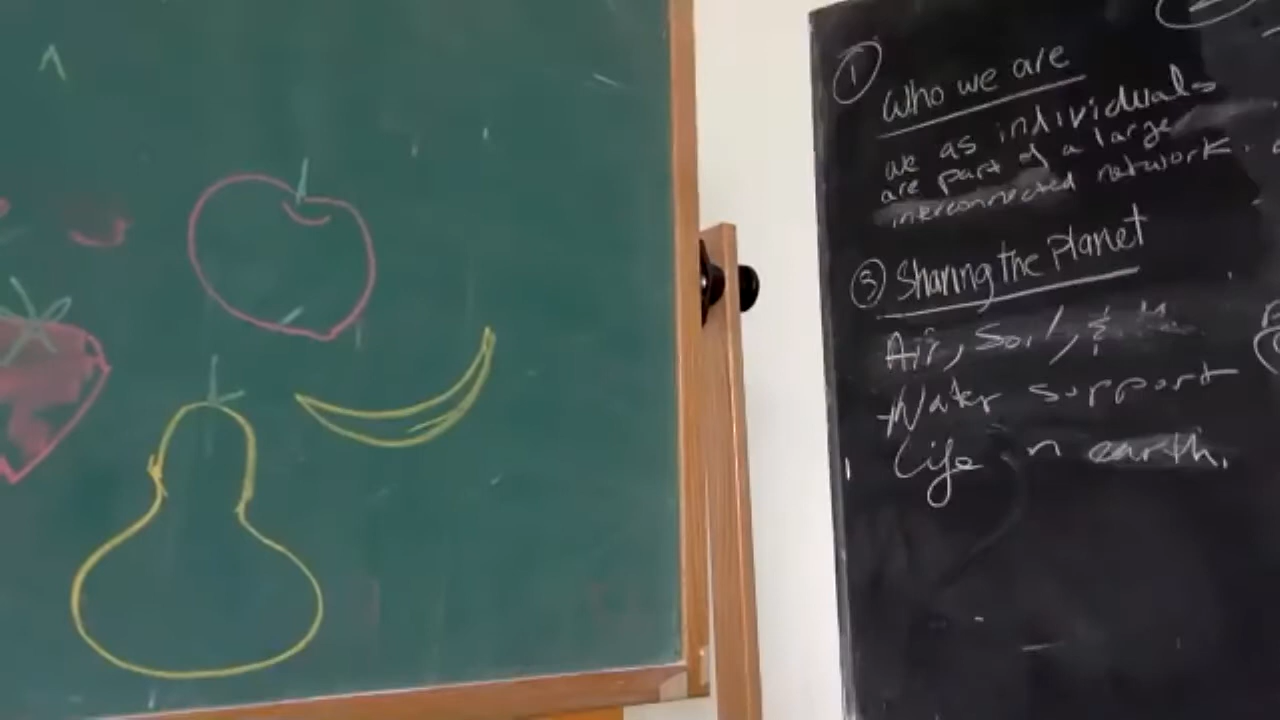 ① Who we are
we as individuals
are part of a large
interconnected network.
③ Sharing the Planet
Air, Soil, &
Water support
Life n earth.